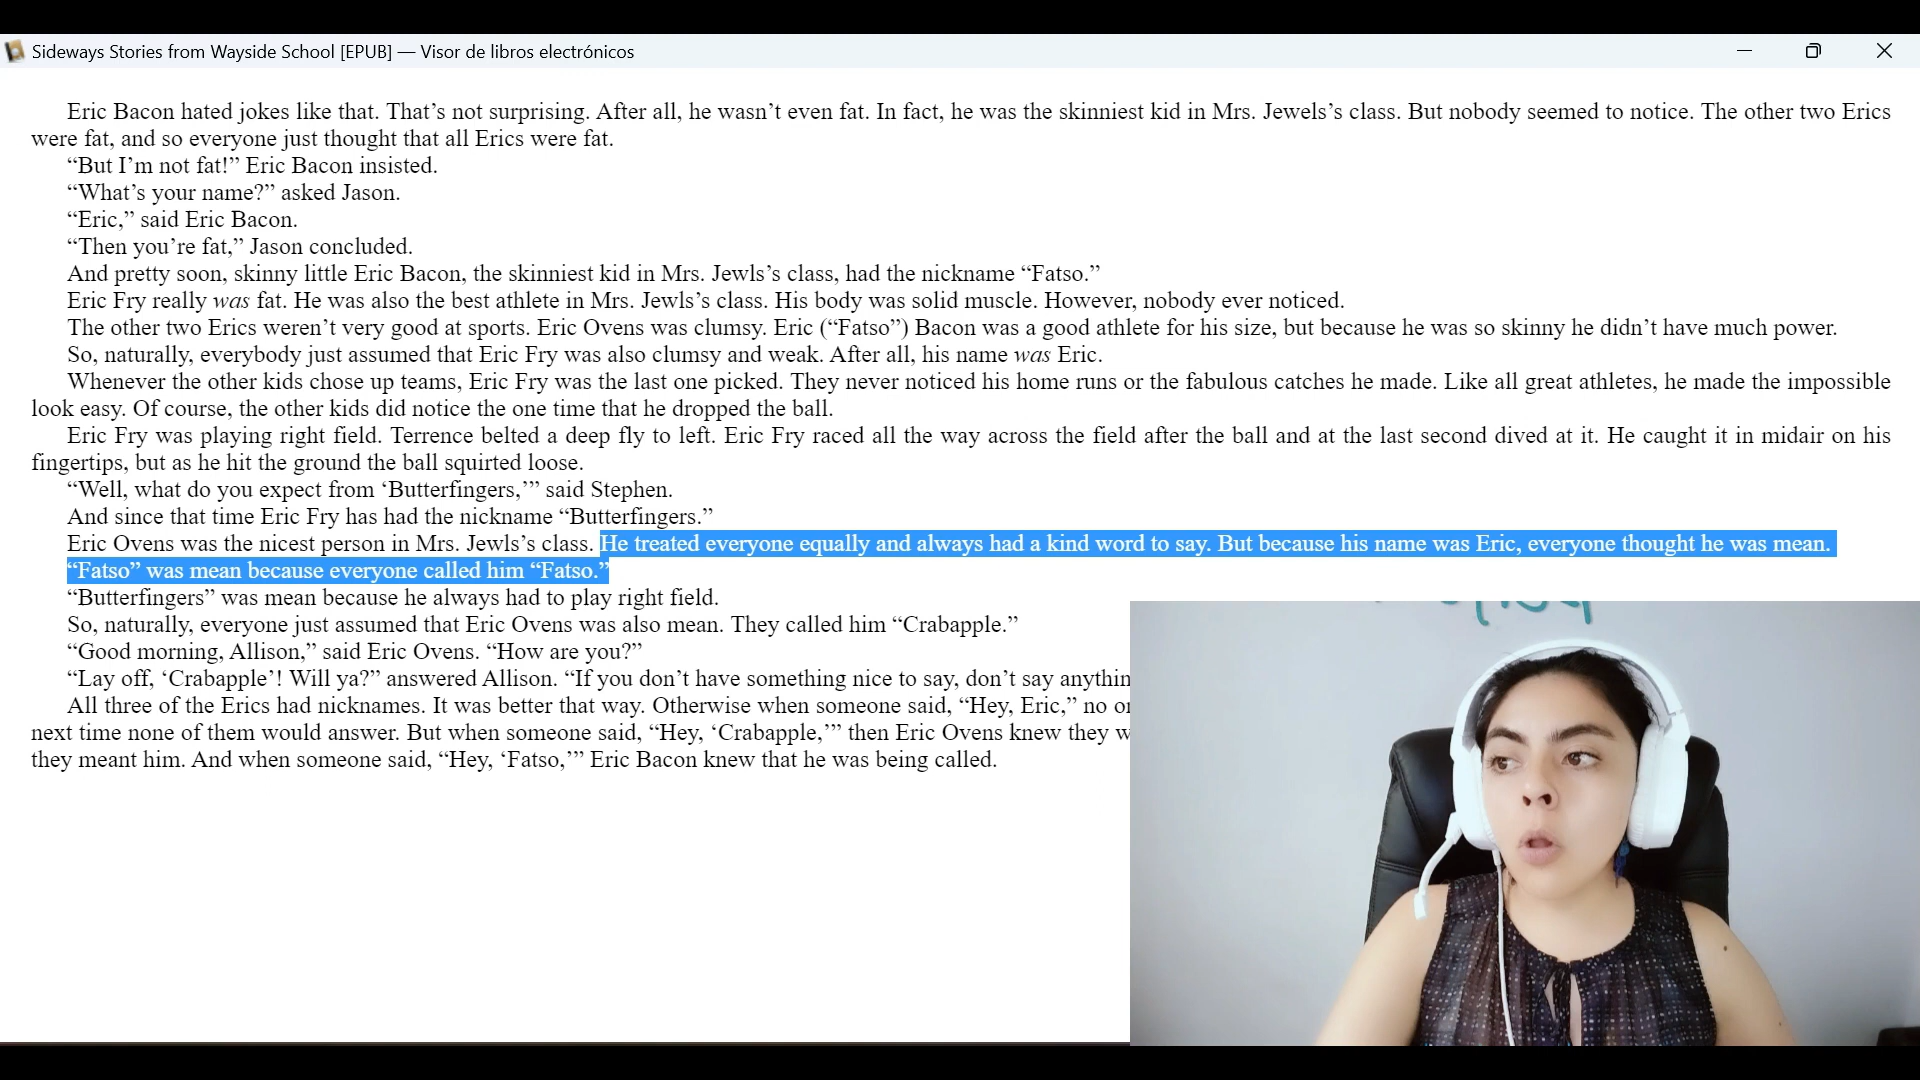 Sideways Stories from Wayside School [EPUB] — Visor de libros electrónicos
Eric Bacon hated jokes like that. That’s not surprising. After all, he wasn’t even fat. In fact, he was the skinniest kid in Mrs. Jewels’s class. But nobody seemed to notice. The other two Erics
were fat, and so everyone just thought that all Erics were fat.
“But I’m not fat!” Eric Bacon insisted.
“What’s your name?” asked Jason.
“Eric,” said Eric Bacon.
“Then you’re fat,” Jason concluded.
And pretty soon, skinny little Eric Bacon, the skinniest kid in Mrs. Jewls’s class, had the nickname “Fatso.”
Eric Fry really was fat. He was also the best athlete in Mrs. Jewls’s class. His body was solid muscle. However, nobody ever noticed.
The other two Erics weren’t very good at sports. Eric Ovens was clumsy. Eric (“Fatso”) Bacon was a good athlete for his size, but because he was so skinny he didn’t have much power.
So, naturally, everybody just assumed that Eric Fry was also clumsy and weak. After all, his name was Eric.
Whenever the other kids chose up teams, Eric Fry was the last one picked. They never noticed his home runs or the fabulous catches he made. Like all great athletes, he made the impossible
look easy. Of course, the other kids did notice the one time that he dropped the ball.
Eric Fry was playing right field. Terrence belted a deep fly to left. Eric Fry raced all the way across the field after the ball and at the last second dived at it. He caught it in midair on his
fingertips, but as he hit the ground the ball squirted loose.
“Well, what do you expect from ‘Butterfingers,’” said Stephen.
And since that time Eric Fry has had the nickname “Butterfingers.”
Eric Ovens was the nicest person in Mrs. Jewls’s class. He treated everyone equally and always had a kind word to say. But because his name was Eric, everyone thought he was mean.
“Fatso” was mean because everyone called him “Fatso.”
“Butterfingers” was mean because he always had to play right field.
So, naturally, everyone just assumed that Eric Ovens was also mean. They called him “Crabapple.”
“Good morning, Allison,” said Eric Ovens. “How are you?”
“Lay off, ‘Crabapple’! Will ya?” answered Allison. “If you don’t have something nice to say, don’t say anythin
All three of the Erics had nicknames. It was better that way. Otherwise when someone said, “Hey, Eric,” no
next time none of them would answer. But when someone said, “Hey, ‘Crabapple,’” then Eric Ovens knew they
they meant him. And when someone said, “Hey, ‘Fatso,’” Eric Bacon knew that he was being called.